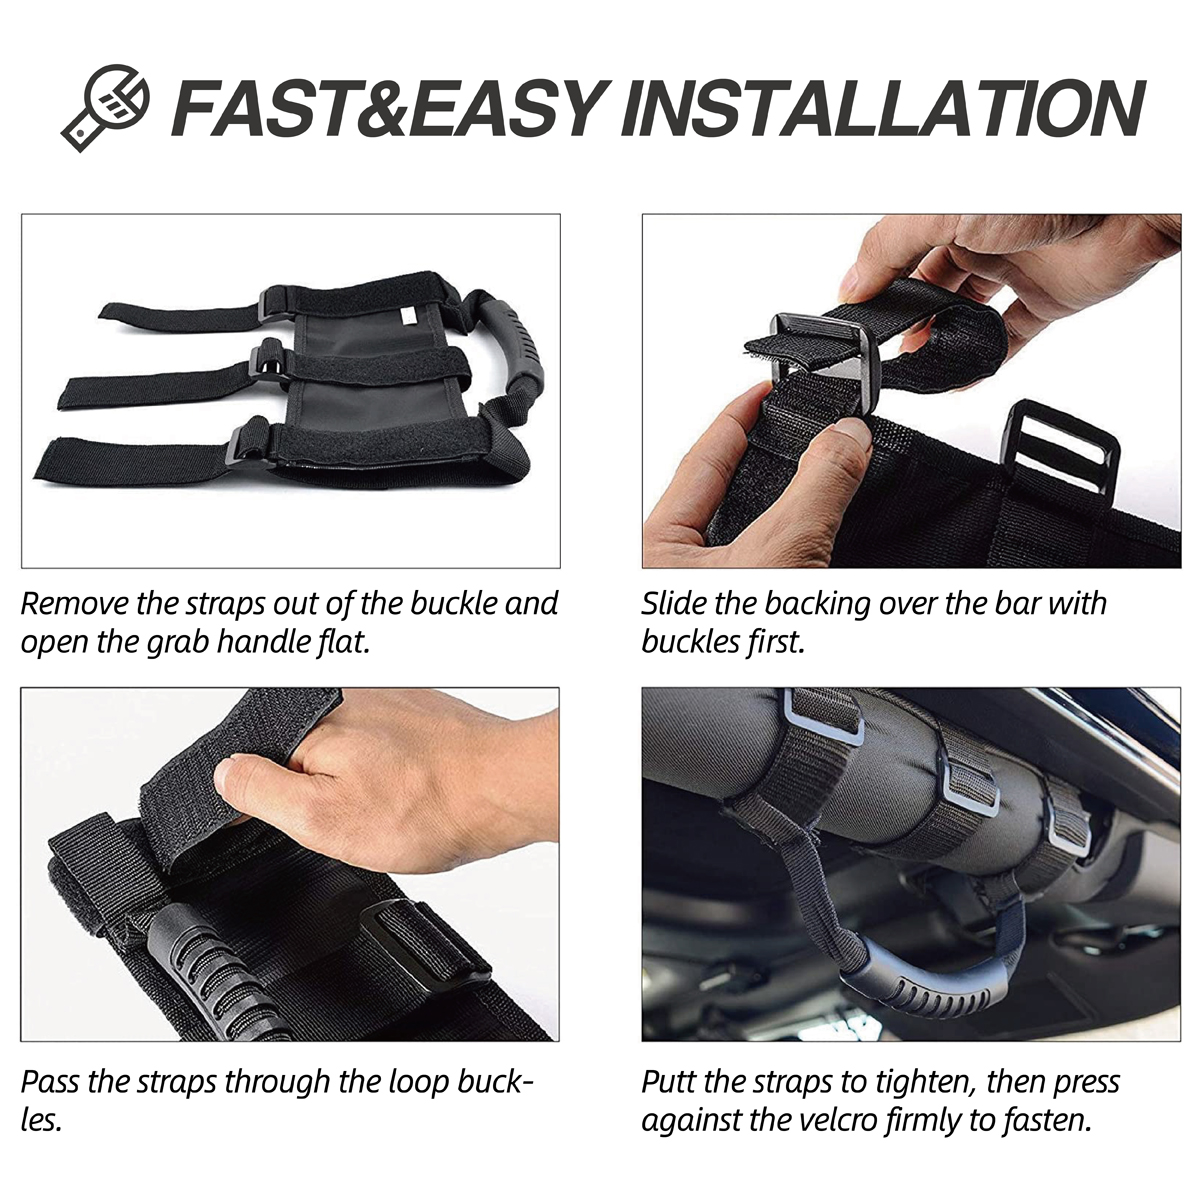 FAST&EASY INSTALLATION
Remove the straps out of the buckle and
open the grab handle flat.
Slide the backing over the bar with
buckles first.
Pass the straps through the loop buck-
les.
Putt the straps to tighten, then press
against the velcro firmly to fasten.